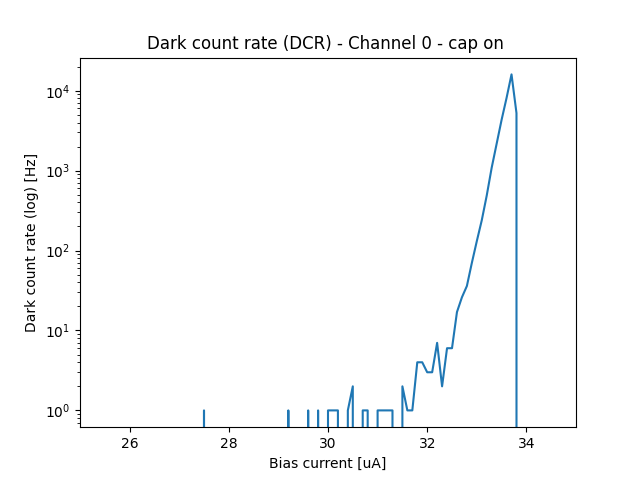 Dark count rate (DCR) - Channel 0 - cap on
Dark count rate (log) [Hz]
10⁴
10³
10²
10¹
10⁰
26 28 30 32 34
Bias current [uA]